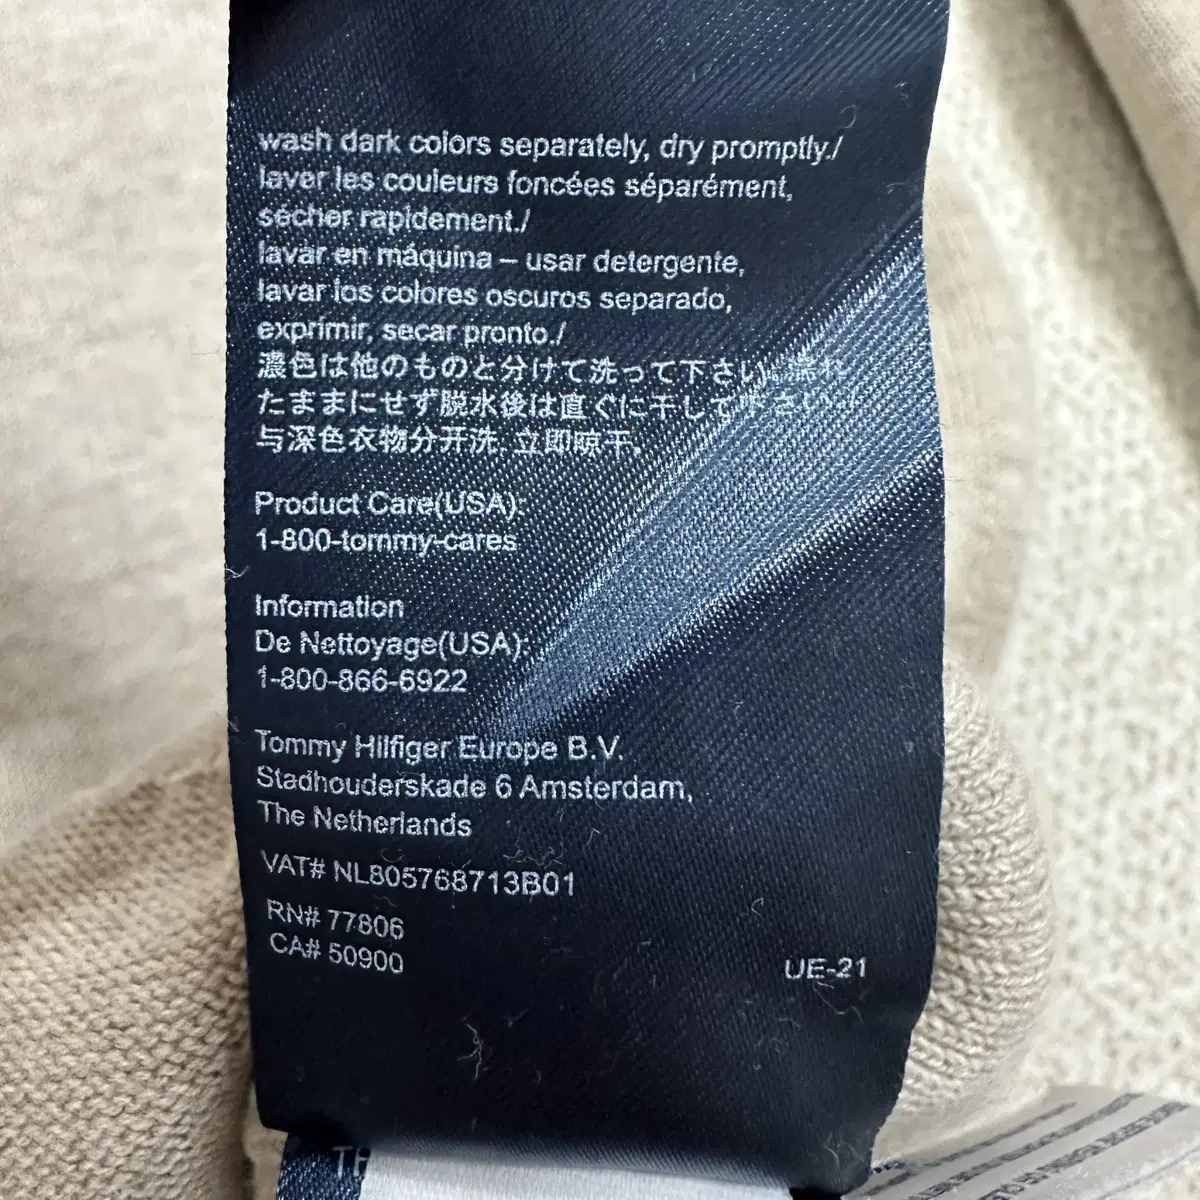 wash dark colors separately, dry promptly./
laver les couleurs foncées séparément,
sécher rapidement./
lavar en máquina – usar detergente,
lavar los colores oscuros separado,
exprimir, secar pronto./
濃色は他のものと分けて洗って下さい。濡れ
たままにせず脱水後は直ぐに干して下さい。/
与深色衣物分开洗,立即晾干。
Product Care(USA):
1-800-tommy-cares
Information
De Nettoyage(USA):
1-800-866-6922
Tommy Hilfiger Europe B.V.
Stadhouderskade 6 Amsterdam,
The Netherlands
VAT# NL805768713B01
RN# 77806
CA# 50900
UE-21